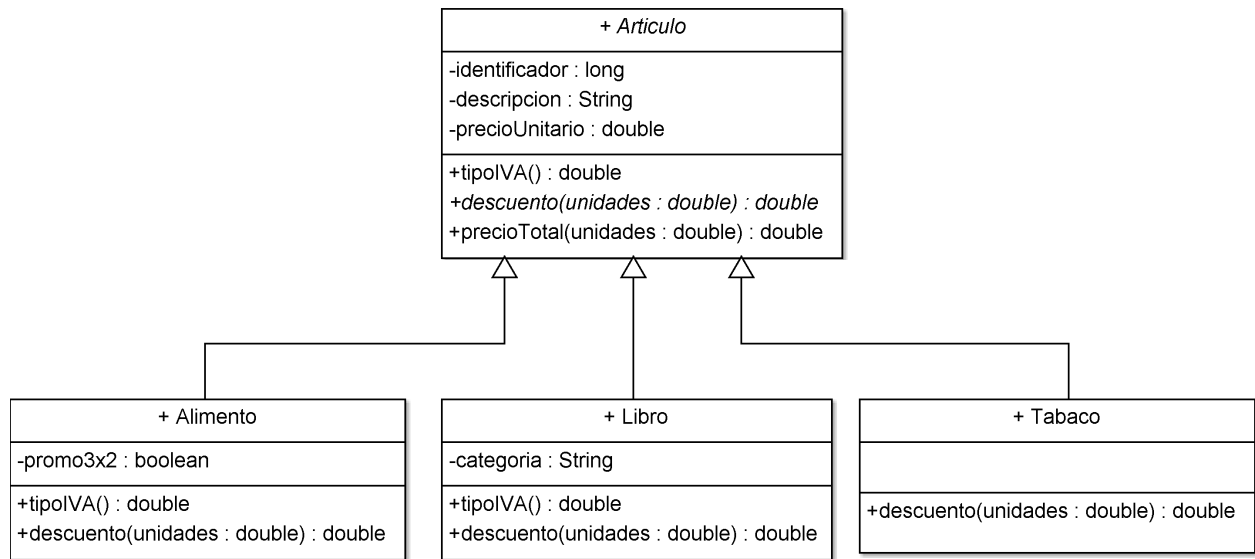 + Articulo
-identificador : long
-descripcion : String
-precioUnitario : double
+tipoIVA() : double
+descuento(unidades : double) : double
+precioTotal(unidades : double) : double
+ Alimento
-promo3x2 : boolean
+tipoIVA() : double
+descuento(unidades : double) : double
+ Libro
-categoria : String
+tipoIVA() : double
+descuento(unidades : double) : double
+ Tabaco
+descuento(unidades : double) : double